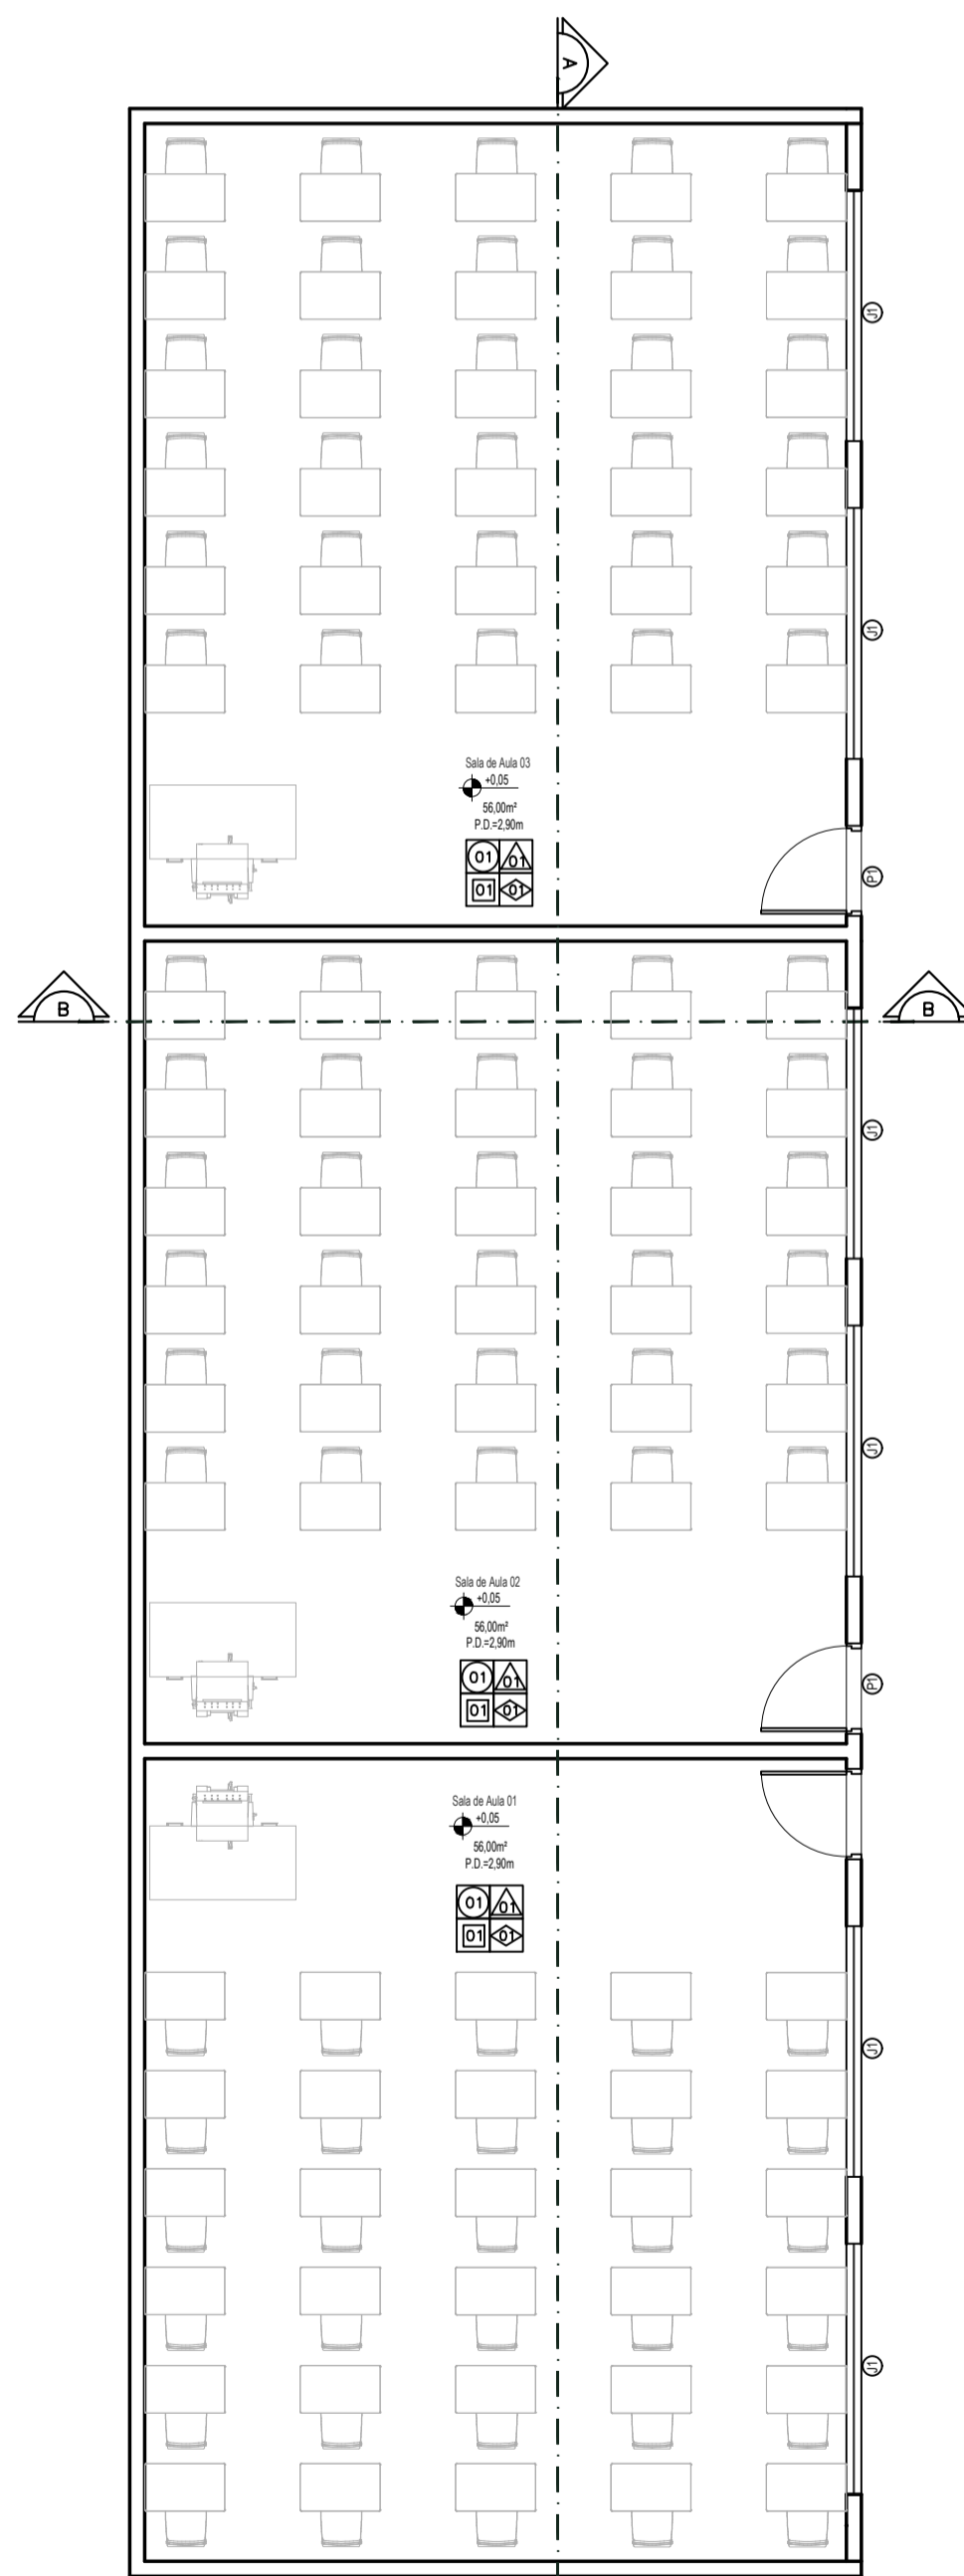 A
J1
J1
Sala de Aula 03
+0,05
56,00m²
P.D.=2,90m
01 01
01 01
P1
B B
J1
J1
Sala de Aula 02
+0,05
56,00m²
P.D.=2,90m
01 01
01 01
P1
Sala de Aula 01
+0,05
56,00m²
P.D.=2,90m
01 01
01 01
J1
J1